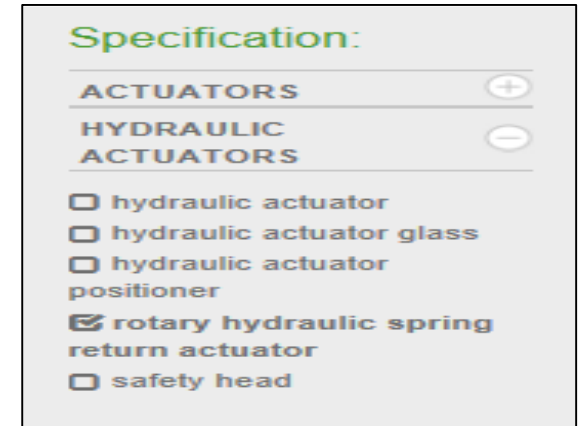 Specification:
ACTUATORS
HYDRAULIC
ACTUATORS
hydraulic actuator
hydraulic actuator glass
hydraulic actuator
positioner
rotary hydraulic spring
return actuator
safety head